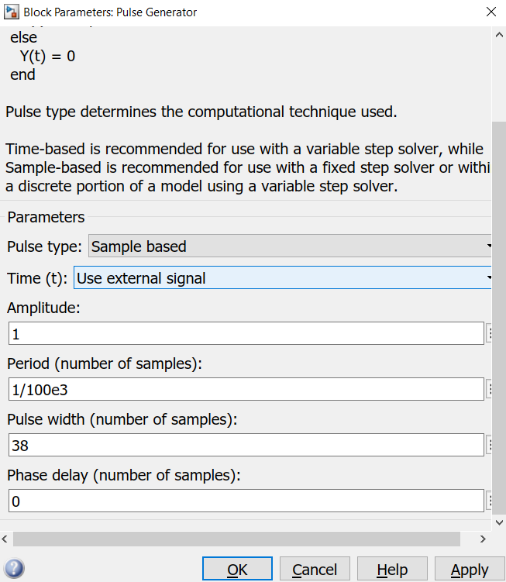 Block Parameters: Pulse Generator
else
Y(t) = 0
end
Pulse type determines the computational technique used.
Time-based is recommended for use with a variable step solver, while
Sample-based is recommended for use with a fixed step solver or withi
a discrete portion of a model using a variable step solver.
Parameters
Pulse type: Sample based
Time (t): Use external signal
Amplitude:
1
Period (number of samples):
1/100e3
Pulse width (number of samples):
38
Phase delay (number of samples):
0
OK Cancel Help Apply